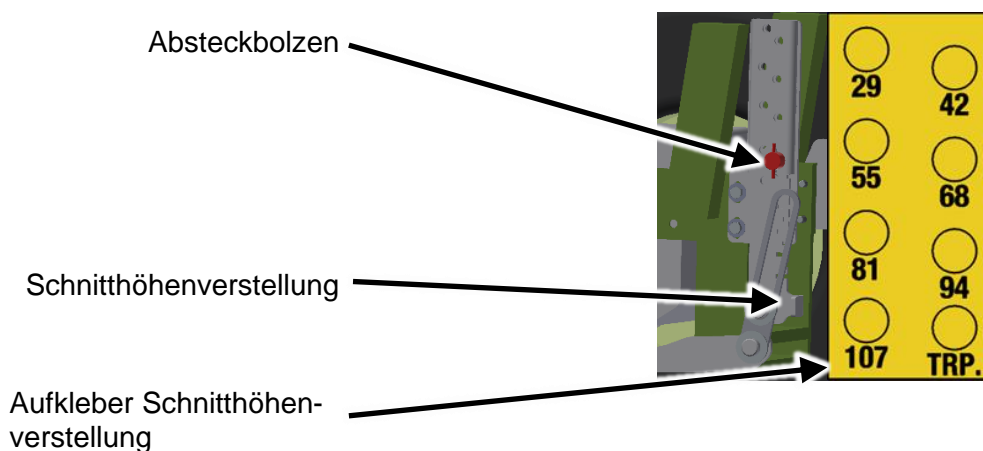 Absteckbolzen
Schnitthöhenverstellung
Aufkleber Schnitthöhen-
verstellung
29
42
55
68
81
94
107
TRP.